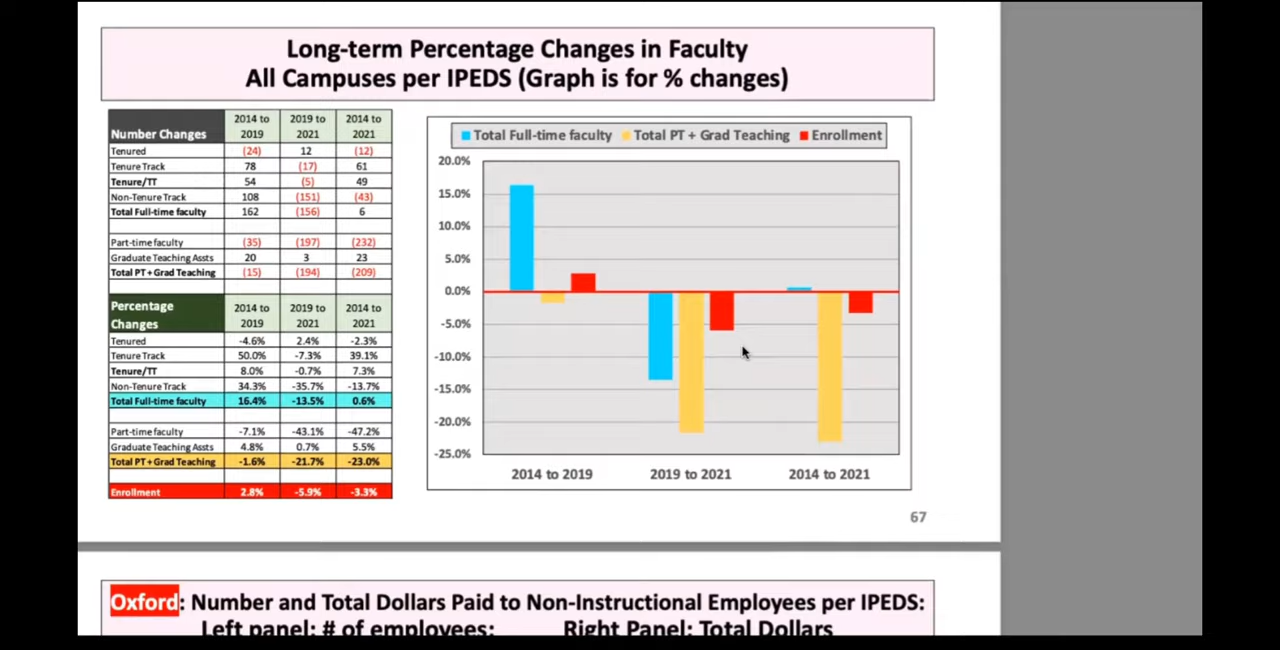 Long-term Percentage Changes in Faculty
All Campuses per IPEDS (Graph is for % changes)
Number Changes 2014 to 2019 2019 to 2021 2014 to 2021
Tenured (24) 12 (12)
Tenure Track 78 (17) 61
Tenure/TT 54 (5) 49
Non-Tenure Track 108 (151) (43)
Total Full-time faculty 162 (156) 6
Part-time faculty (35) (197) (232)
Graduate Teaching Assts 20 3 23
Total PT + Grad Teaching (15) (194) (209)
Percentage Changes 2014 to 2019 2019 to 2021 2014 to 2021
Tenured -4.6% 2.4% -2.3%
Tenure Track 50.0% -7.3% 39.1%
Tenure/TT 8.0% -0.7% 7.3%
Non-Tenure Track 34.3% -35.7% -13.7%
Total Full-time faculty 16.4% -13.5% 0.6%
Part-time faculty -7.1% -43.1% -47.2%
Graduate Teaching Assts 4.8% 0.7% 5.5%
Total PT + Grad Teaching -1.6% -21.7% -23.0%
Enrollment 2.8% -5.9% -3.3%
Total Full-time faculty Total PT + Grad Teaching Enrollment
20.0%
15.0%
10.0%
5.0%
0.0%
-5.0%
-10.0%
-15.0%
-20.0%
-25.0%
2014 to 2019 2019 to 2021 2014 to 2021
67
Oxford: Number and Total Dollars Paid to Non-Instructional Employees per IPEDS:
Left panel: # of employees; Right Panel: Total Dollars